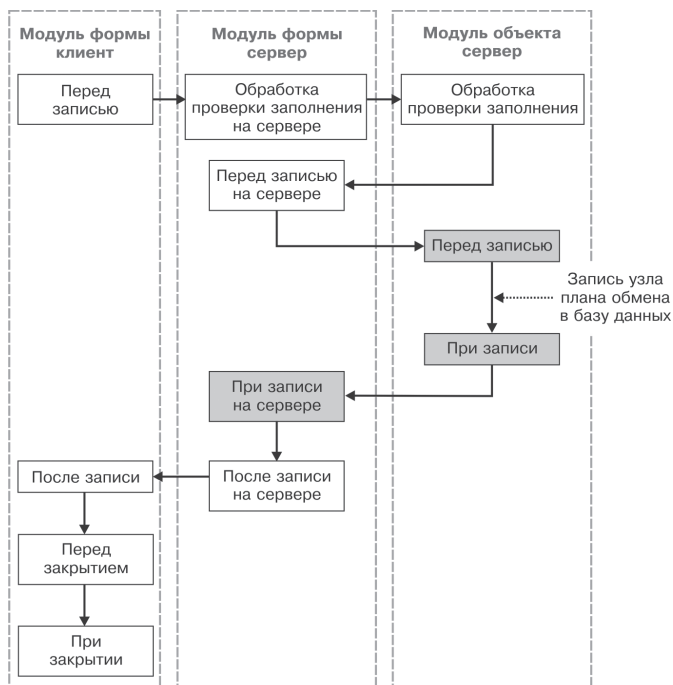 Модуль формы
клиент
Модуль формы
сервер
Модуль объекта
сервер
Перед
записью
Обработка
проверки заполнения
на сервере
Обработка
проверки заполнения
Перед записью
на сервере
Перед записью
Запись узла
плана обмена
в базу данных
При записи
При записи
на сервере
После записи
После записи
на сервере
Перед
закрытием
При
закрытии